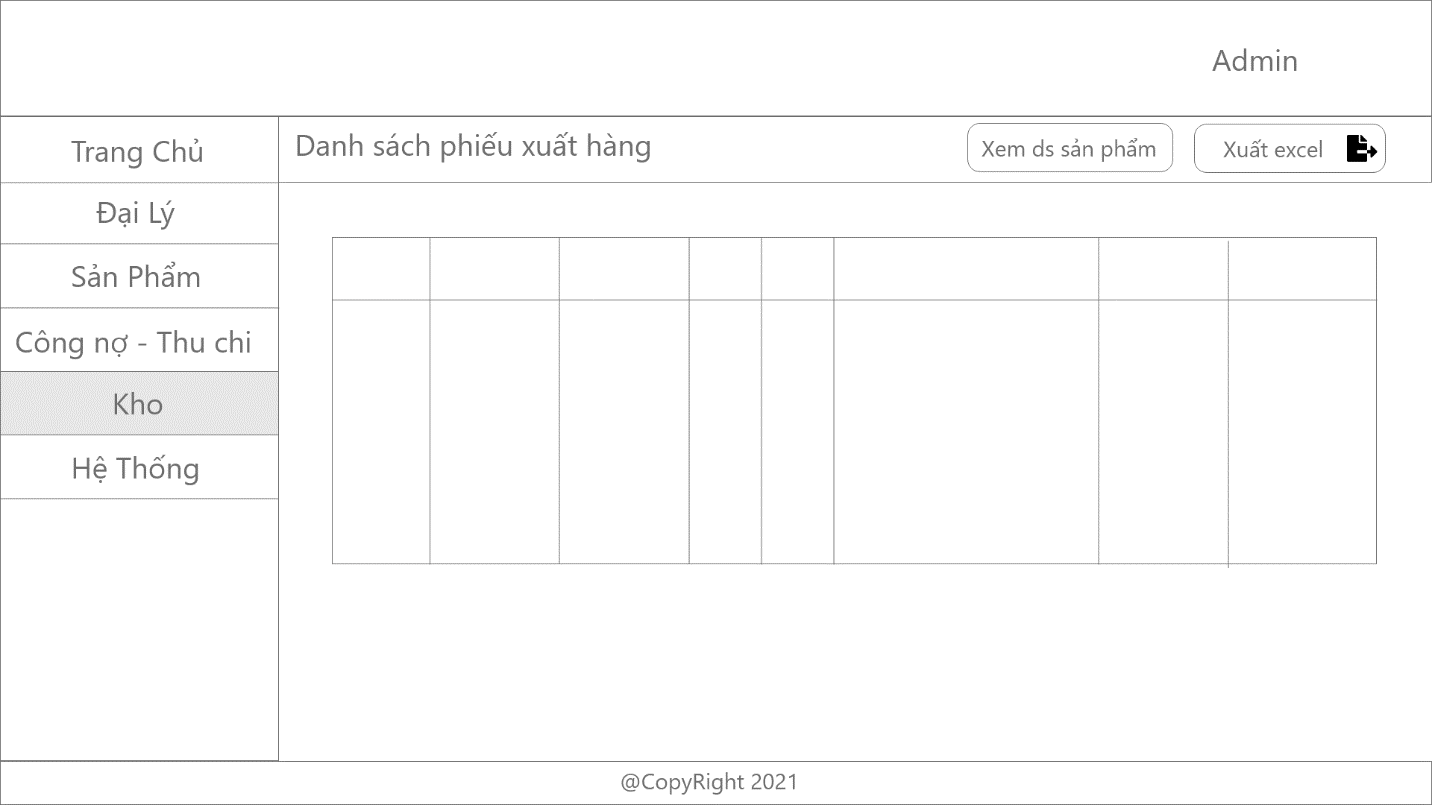 Admin
Trang Chủ
Danh sách phiếu xuất hàng
Xem ds sản phẩm
Xuất excel
Đại Lý
Sản Phẩm
Công nợ - Thu chi
Kho
Hệ Thống
@CopyRight 2021